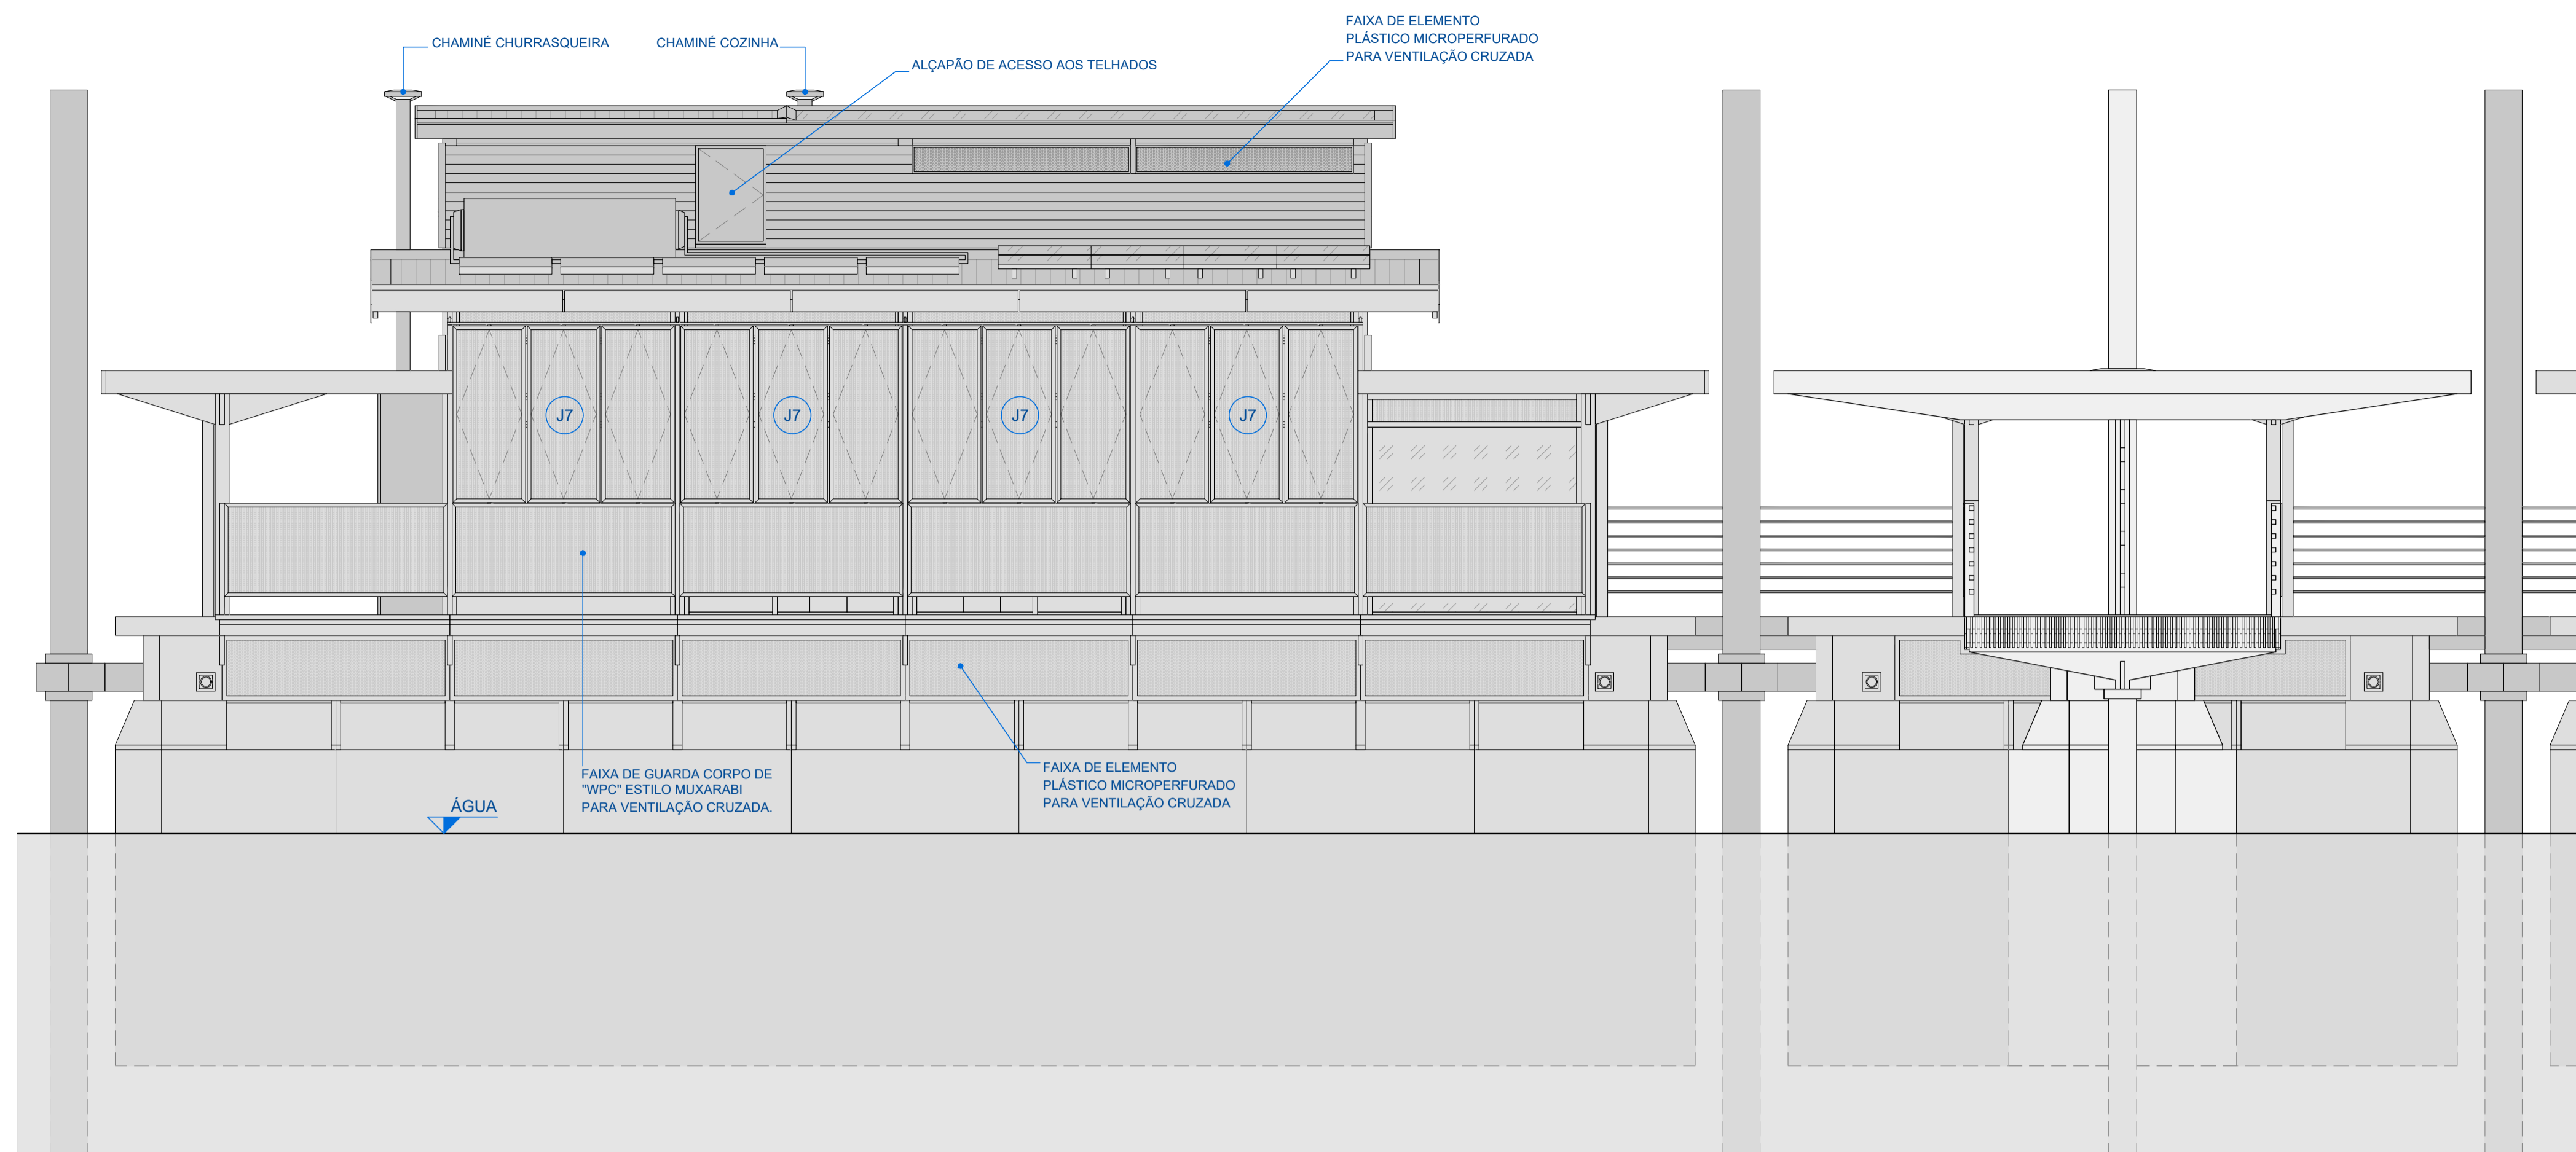 CHAMINÉ CHURRASQUEIRA
CHAMINÉ COZINHA
ALÇAPÃO DE ACESSO AOS TELHADOS
FAIXA DE ELEMENTO
PLÁSTICO MICROPERFURADO
PARA VENTILAÇÃO CRUZADA
J7
J7
J7
J7
FAIXA DE GUARDA CORPO DE
"WPC" ESTILO MUXARABI
PARA VENTILAÇÃO CRUZADA.
FAIXA DE ELEMENTO
PLÁSTICO MICROPERFURADO
PARA VENTILAÇÃO CRUZADA
ÁGUA